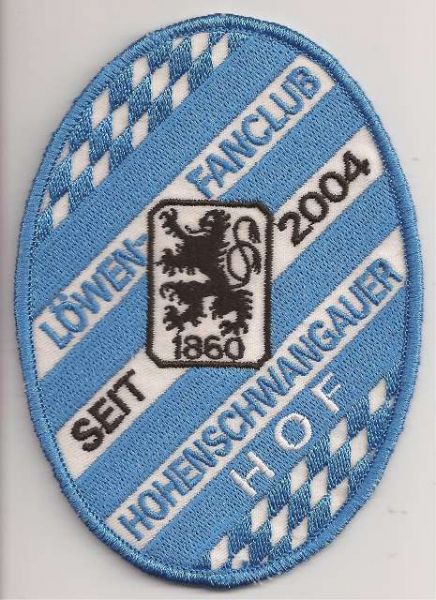 LÖWEN-FANCLUB
SEIT 2004
1860
HOHENSCHWANGAUER
HOF